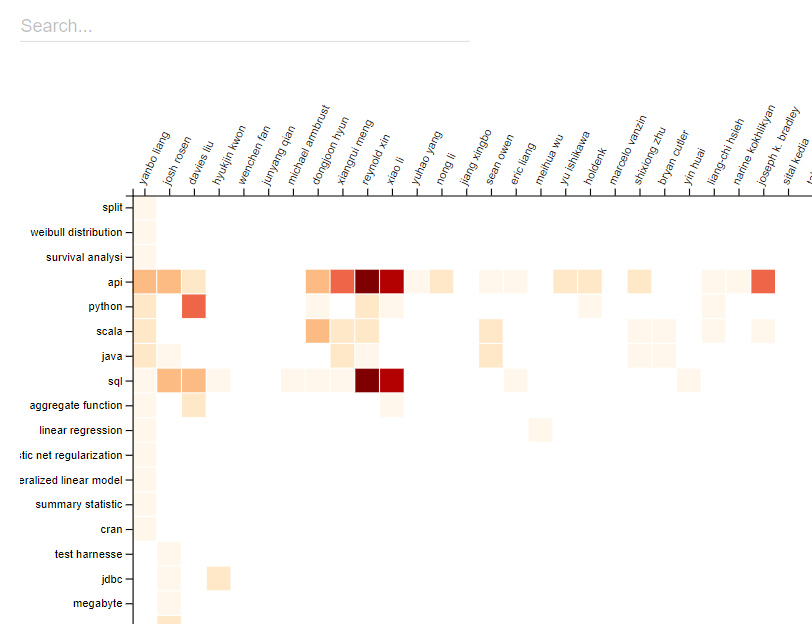 Search...
yanbo liang
josh rosen
davies liu
hyukjin kwon
wenchen fan
junyang qian
michael armbrust
dongjoon hyun
xiangrui meng
reynold xin
xiao li
yuhao yang
nong li
jiang xingbo
sean owen
eric liang
meihua wu
yu ishikawa
holdenk
marcelo vanzin
shixiong zhu
bryan cutler
yin huai
liang-chi hsieh
narine kokhlikyan
joseph k. bradley
sital kedia
split
weibull distribution
survival analysi
api
python
scala
java
sql
aggregate function
linear regression
stic net regularization
eralized linear model
summary statistic
cran
test harnesse
jdbc
megabyte